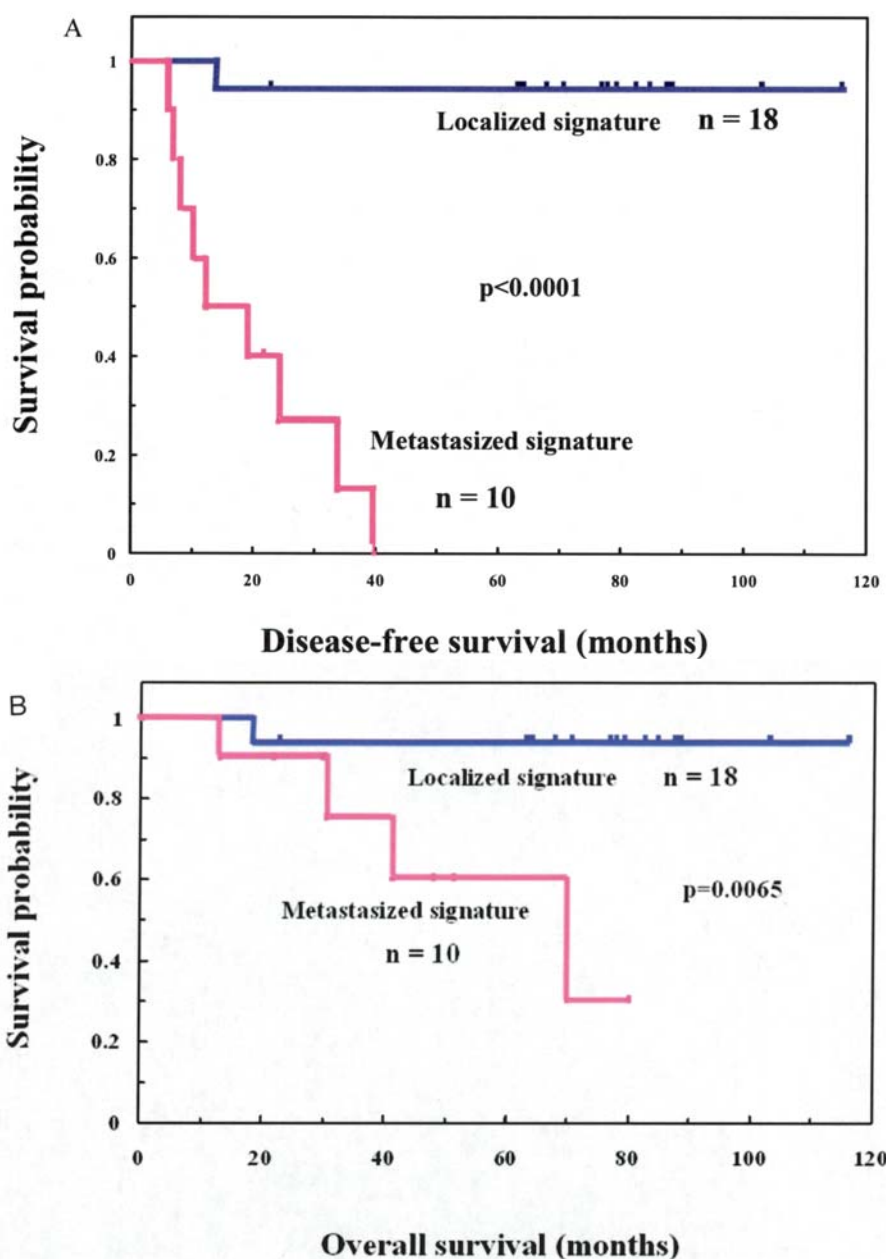 A
1
0.8
0.6
0.4
0.2
0
Survival probability
Localized signature n = 18
p<0.0001
Metastasized signature
n = 10
0 20 40 60 80 100 120
Disease-free survival (months)
B
1
0.8
0.6
0.4
0.2
0
Survival probability
Localized signature n = 18
p=0.0065
Metastasized signature
n = 10
0 20 40 60 80 100 120
Overall survival (months)